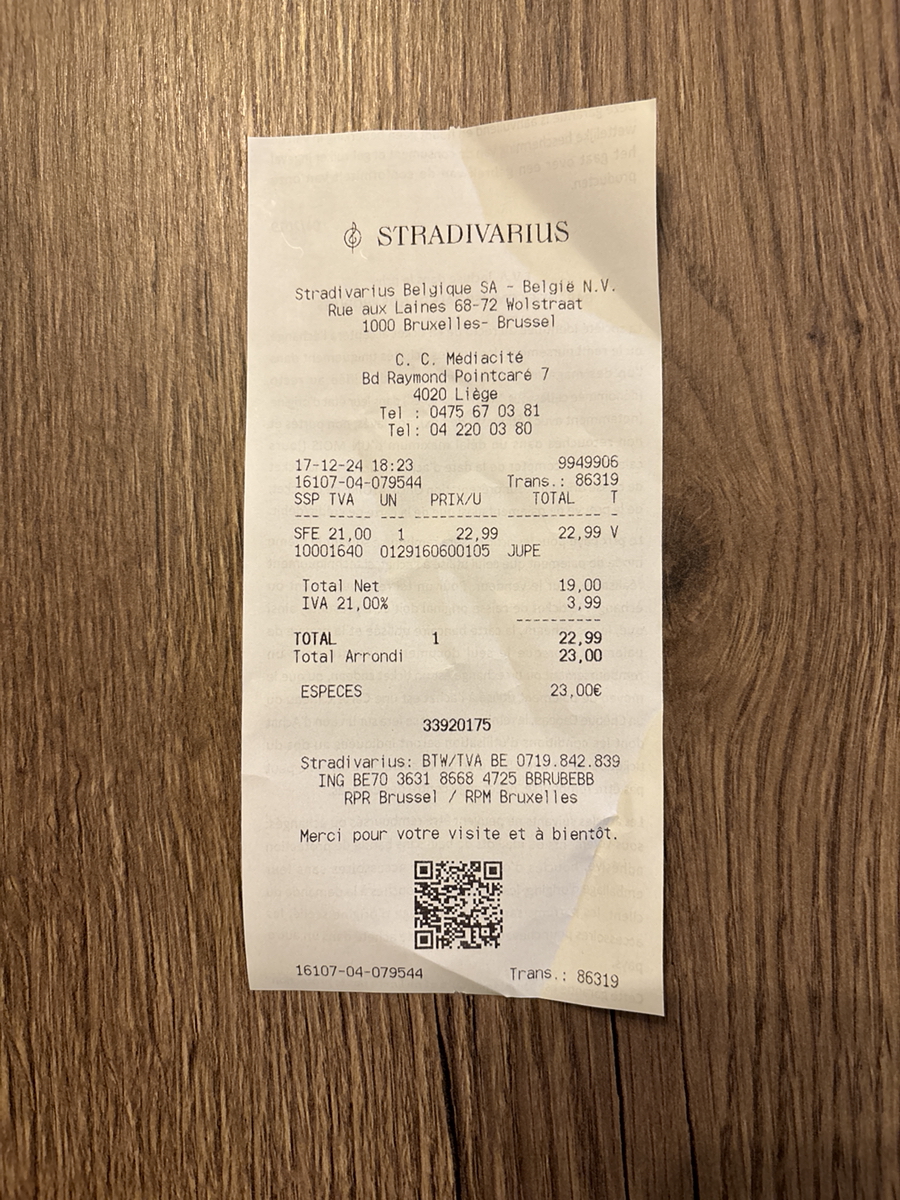 STRADIVARIUS
Stradivarius Belgique SA - België N.V.
Rue aux Laines 68-72 Wolstraat
1000 Bruxelles- Brussel
C. C. Médiacité
Bd Raymond Pointcaré 7
4020 Liège
Tel : 0475 67 03 81
Tel: 04 220 03 80
17-12-24 18:23 9949906
16107-04-079544 Trans.: 86319
SSP TVA UN PRIX/U TOTAL T
--- ----- --- --------- ----------- -
SFE 21,00 1 22,99 22,99 V
10001640 0129160600105 JUPE
Total Net 19,00
IVA 21,00% 3,99
----------
TOTAL 1 22,99
Total Arrondi 23,00
ESPECES 23,00€
33920175
Stradivarius: BTW/TVA BE 0719.842.839
ING BE70 3631 8668 4725 BBRUBEBB
RPR Brussel / RPM Bruxelles
Merci pour votre visite et à bientôt.
16107-04-079544 Trans.: 86319